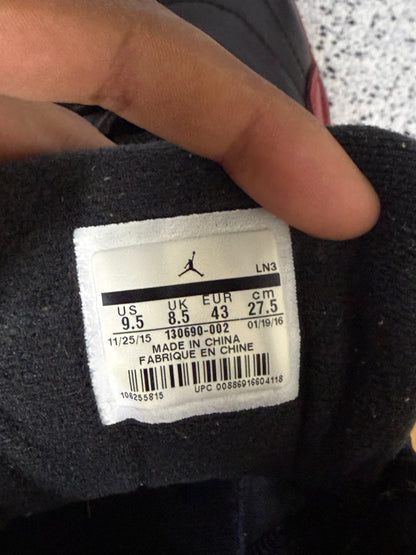 LN3
US UK EUR cm
9.5 8.5 43 27.5
11/25/15 130690-002 01/19/16
MADE IN CHINA
FABRIQUE EN CHINE
106255815 UPC 00886916604118